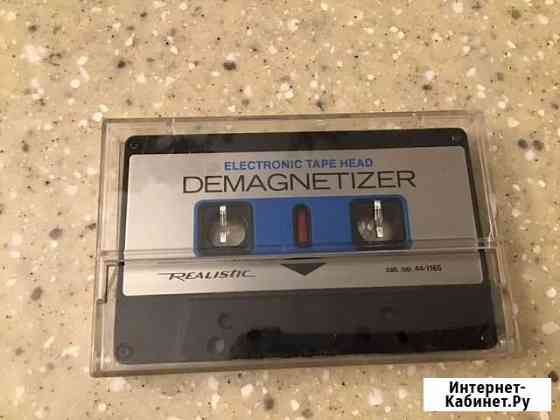 ELECTRONIC TAPE HEAD
DEMAGNETIZER
REALISTIC
cat. no. 44-1165
Интернет-
Кабинет.Ру